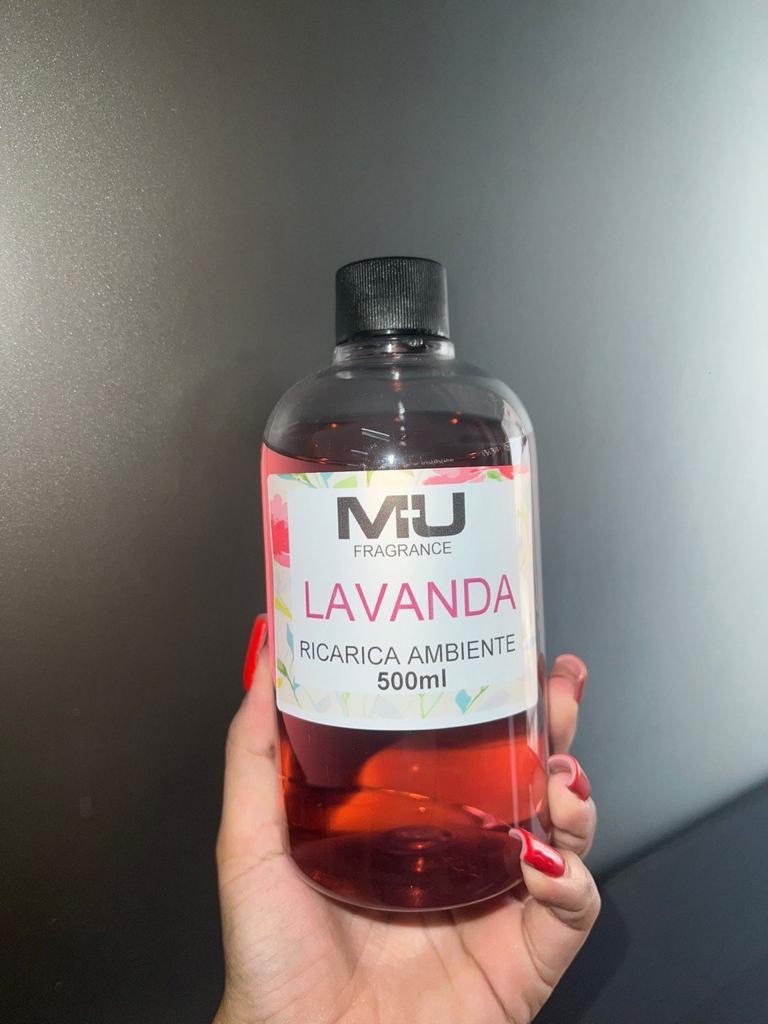 M+U
FRAGRANCE
LAVANDA
RICARICA AMBIENTE
500ml